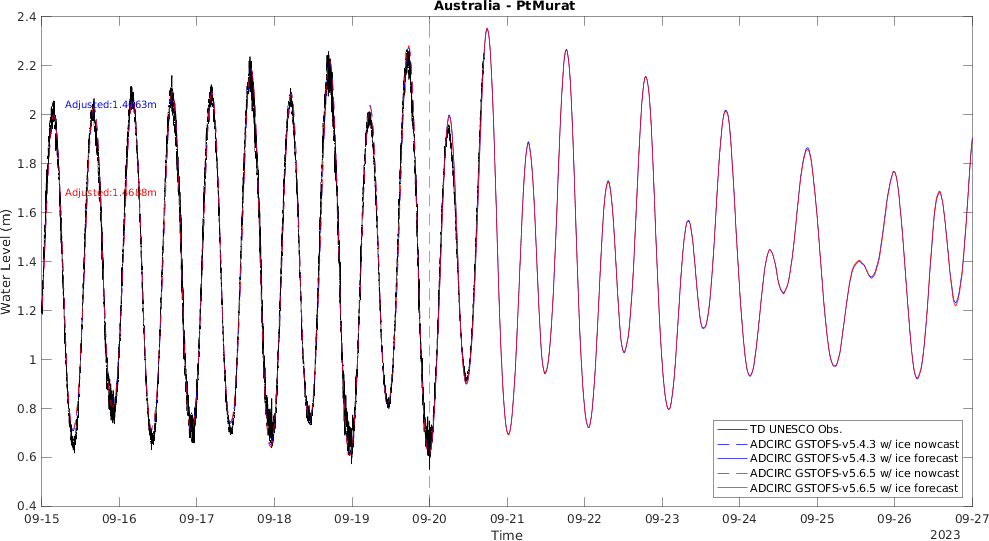 Australia - PtMurat
2.4
2.2
2
1.8
1.6
1.4
1.2
1
0.8
0.6
0.4
Water Level (m)
Adjusted:1.4663m
Adjusted:1.4688m
TD UNESCO Obs.
ADCIRC GSTOFS-v5.4.3 w/ ice nowcast
ADCIRC GSTOFS-v5.4.3 w/ ice forecast
ADCIRC GSTOFS-v5.6.5 w/ ice nowcast
ADCIRC GSTOFS-v5.6.5 w/ ice forecast
09-15 09-16 09-17 09-18 09-19 09-20 09-21 09-22 09-23 09-24 09-25 09-26 09-27
Time
2023